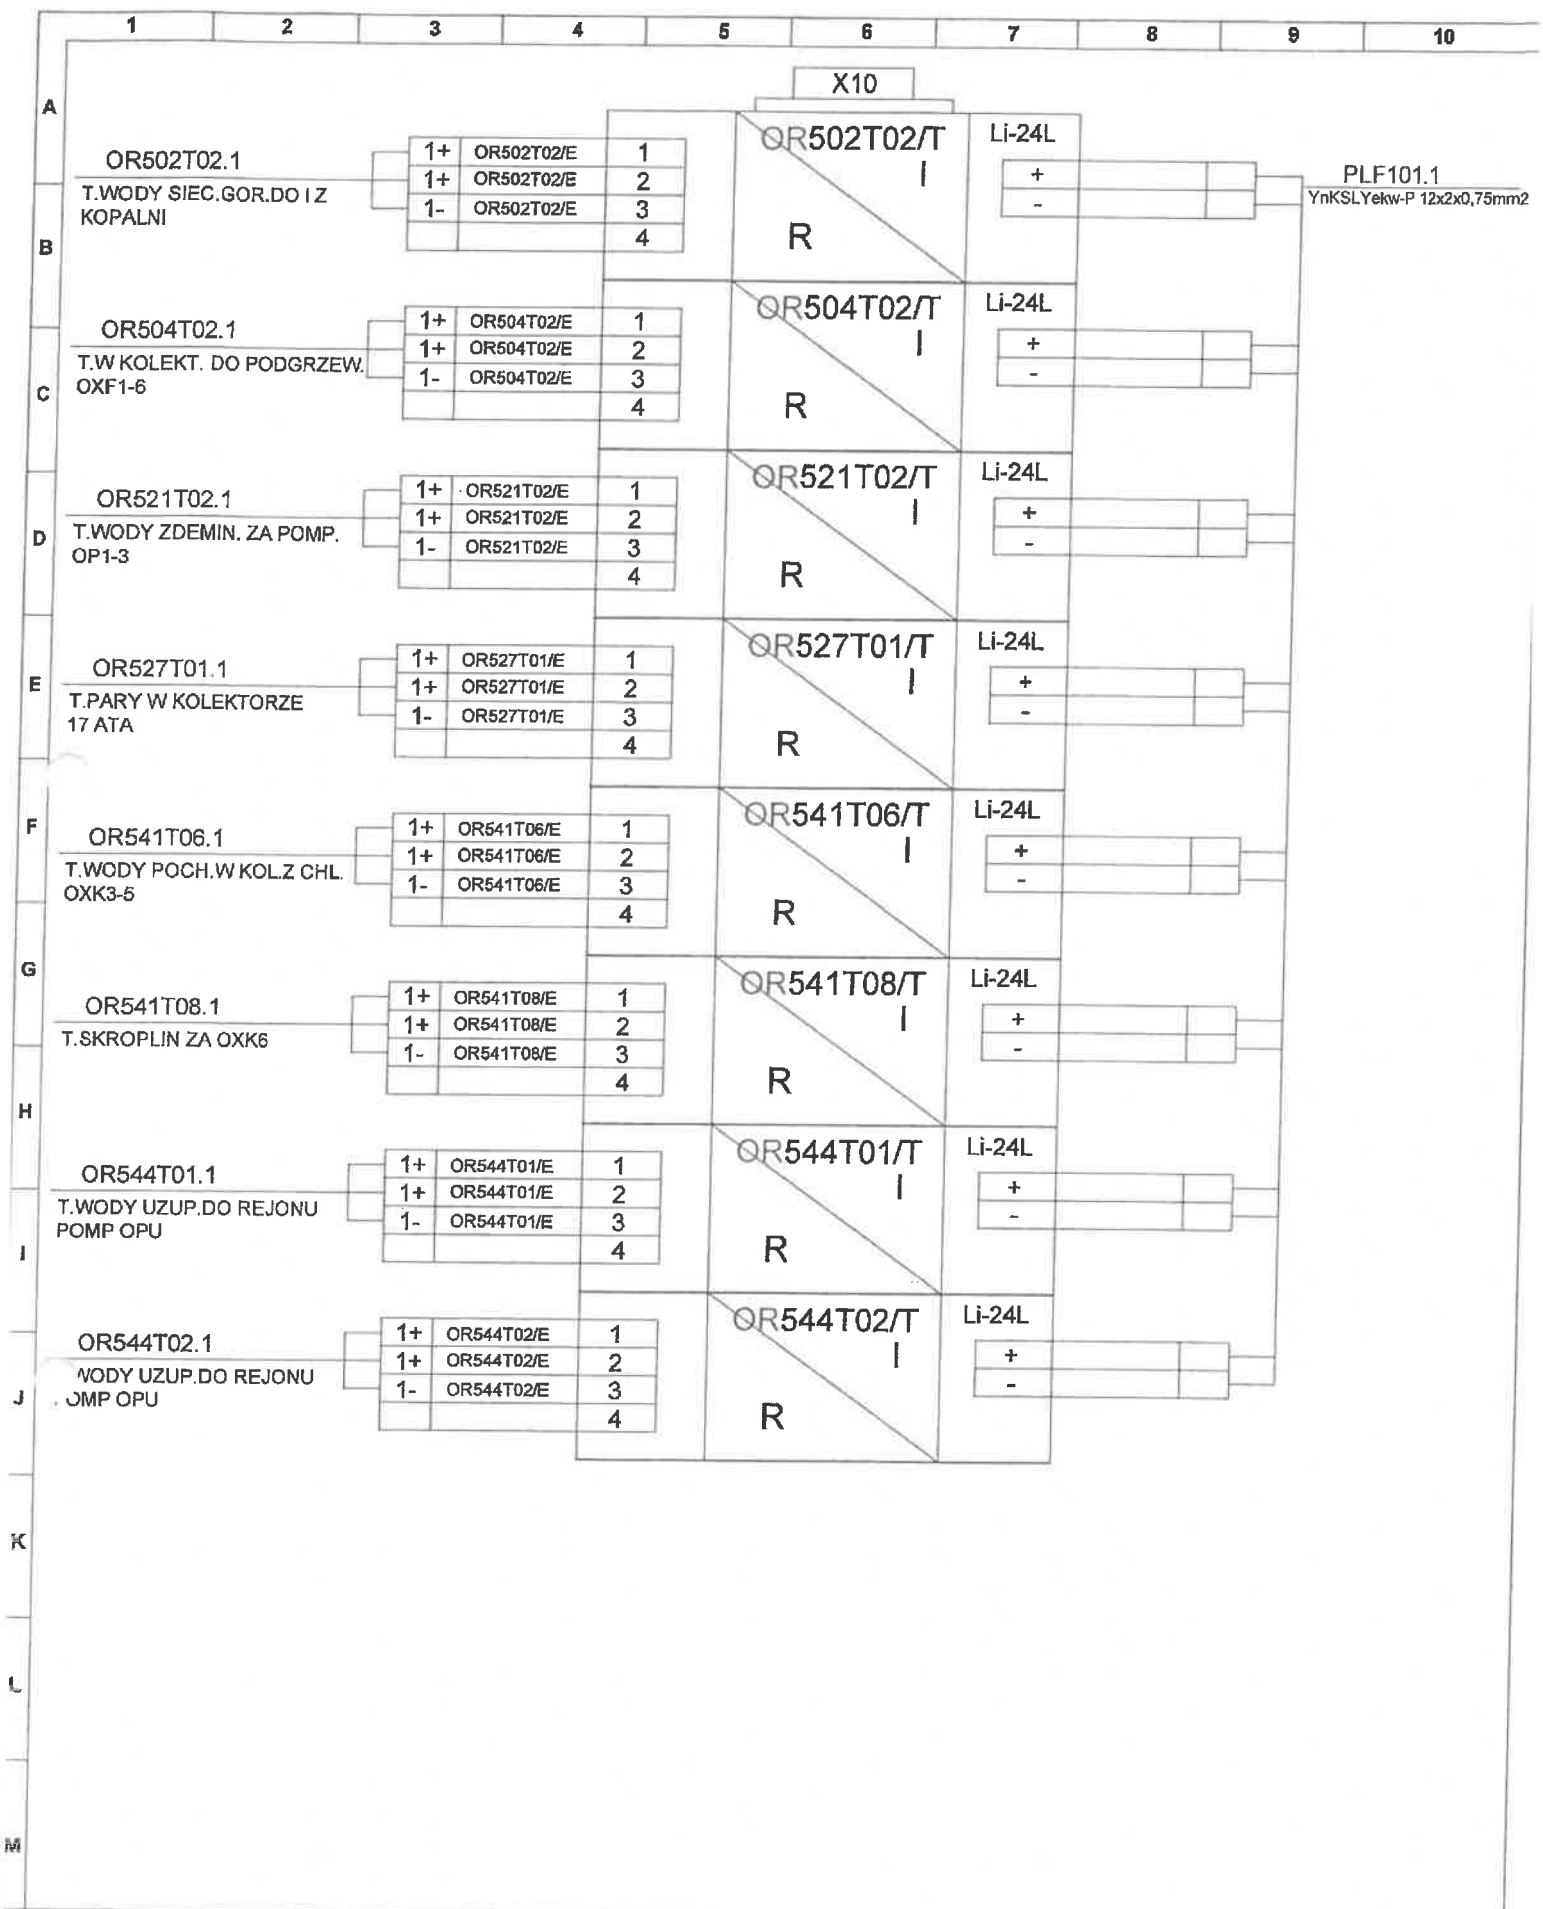 1 2 3 4 5 6 7 8 9 10
X10
A
OR502T02.1
T.WODY SIEC.GOR.DO I Z
KOPALNI
1+ OR502T02/E 1
1+ OR502T02/E 2
1- OR502T02/E 3
4
OR502T02/T
I
R
Li-24L
+
-
PLF101.1
YnKSLYekw-P 12x2x0,75mm2
B
OR504T02.1
T.W KOLEKT. DO PODGRZEW.
OXF1-6
1+ OR504T02/E 1
1+ OR504T02/E 2
1- OR504T02/E 3
4
OR504T02/T
I
R
Li-24L
+
-
C
OR521T02.1
T.WODY ZDEMIN. ZA POMP.
OP1-3
1+ OR521T02/E 1
1+ OR521T02/E 2
1- OR521T02/E 3
4
OR521T02/T
I
R
Li-24L
+
-
D
OR527T01.1
T.PARY W KOLEKTORZE
17 ATA
1+ OR527T01/E 1
1+ OR527T01/E 2
1- OR527T01/E 3
4
OR527T01/T
I
R
Li-24L
+
-
E
OR541T06.1
T.WODY POCH.W KOL.Z CHL.
OXK3-5
1+ OR541T06/E 1
1+ OR541T06/E 2
1- OR541T06/E 3
4
OR541T06/T
I
R
Li-24L
+
-
F
G
OR541T08.1
T.SKROPLIN ZA OXK6
1+ OR541T08/E 1
1+ OR541T08/E 2
1- OR541T08/E 3
4
OR541T08/T
I
R
Li-24L
+
-
H
OR544T01.1
T.WODY UZUP.DO REJONU
POMP OPU
1+ OR544T01/E 1
1+ OR544T01/E 2
1- OR544T01/E 3
4
OR544T01/T
I
R
Li-24L
+
-
I
OR544T02.1
WODY UZUP.DO REJONU
OMP OPU
1+ OR544T02/E 1
1+ OR544T02/E 2
1- OR544T02/E 3
4
OR544T02/T
I
R
Li-24L
+
-
J
K
L
M